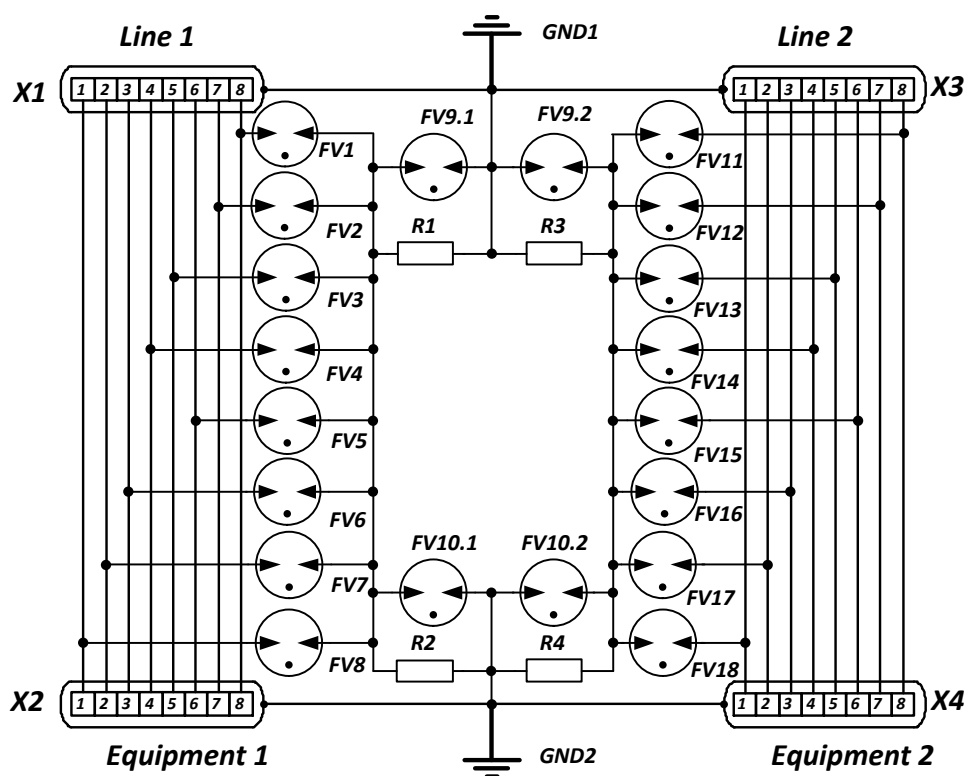 GND1
Line 1
Line 2
X1
1 2 3 4 5 6 7 8
1 2 3 4 5 6 7 8
X3
FV9.1
FV9.2
FV1
FV11
FV2
R1
R3
FV12
FV3
FV13
FV4
FV14
FV5
FV15
FV6
FV16
FV10.1
FV10.2
FV7
FV17
R2
R4
FV8
FV18
X2
1 2 3 4 5 6 7 8
1 2 3 4 5 6 7 8
X4
Equipment 1
GND2
Equipment 2